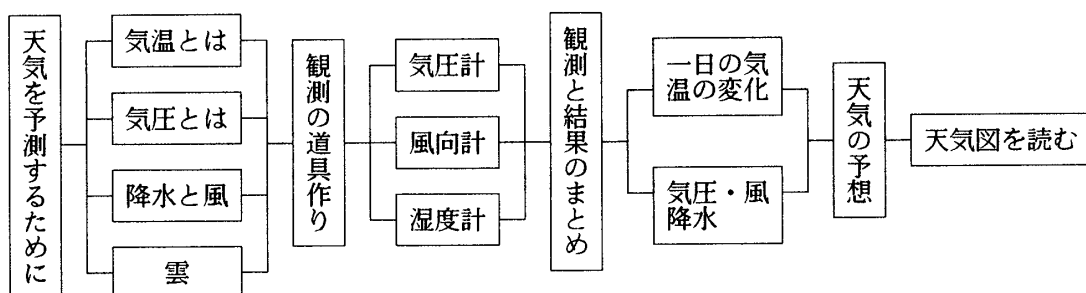 天気を予測するために
気温とは
気圧とは
降水と風
雲
観測の道具作り
気圧計
風向計
湿度計
観測と結果のまとめ
一日の気
温の変化
気圧・風
降水
天気の予想
天気図を読む